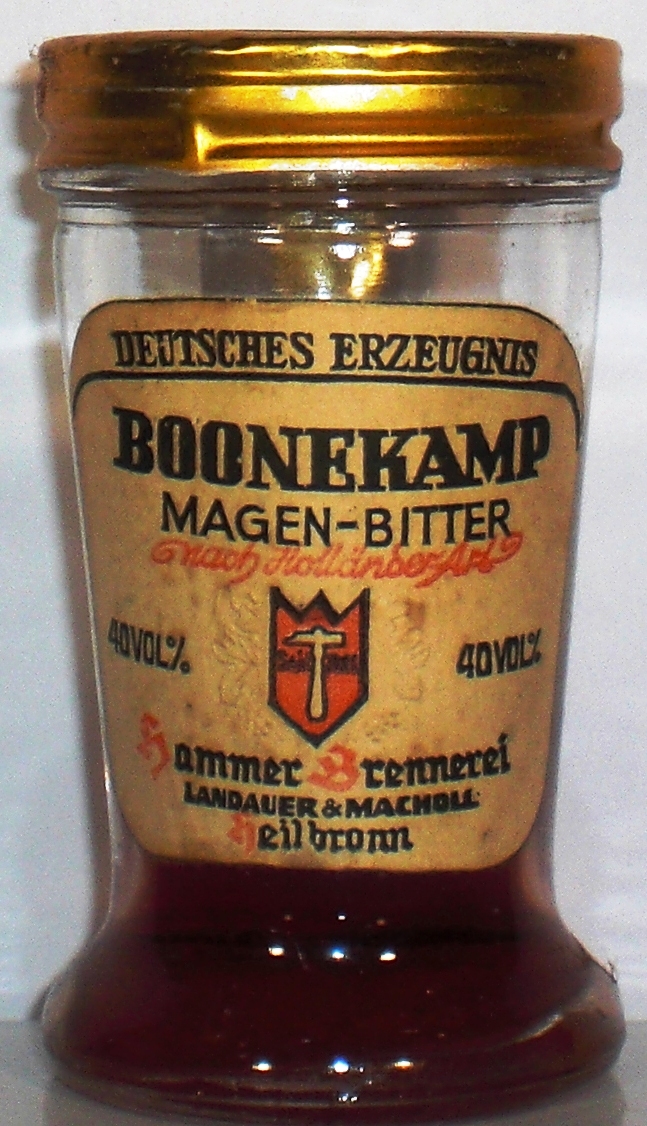 DEUTSCHES ERZEUGNIS
BOONEKAMP
MAGEN-BITTER
nach Holländer Art
40VOL%
40VOL%
Hammer Brennerei
LANDAUER & MACHOLL
Heilbronn